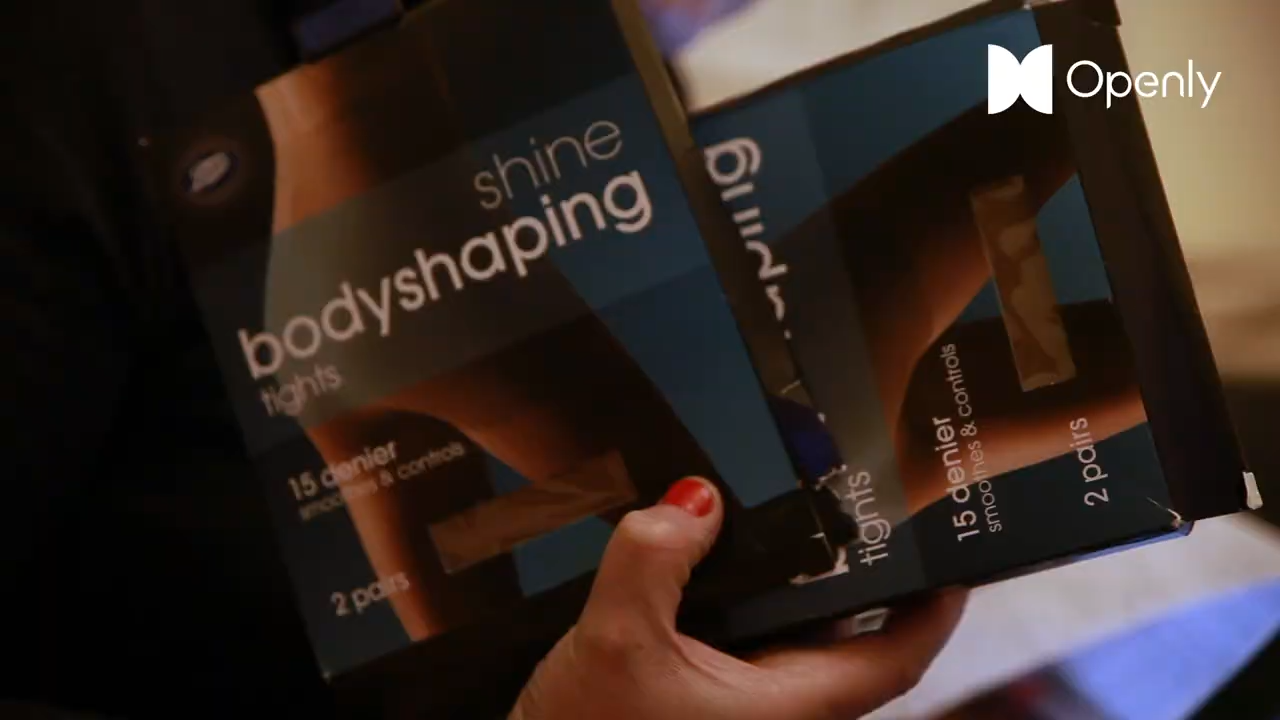 Openly
shine
bodyshaping
tights
15 denier
smoothes & controls
2 pairs
tights
15 denier
smoothes & controls
2 pairs